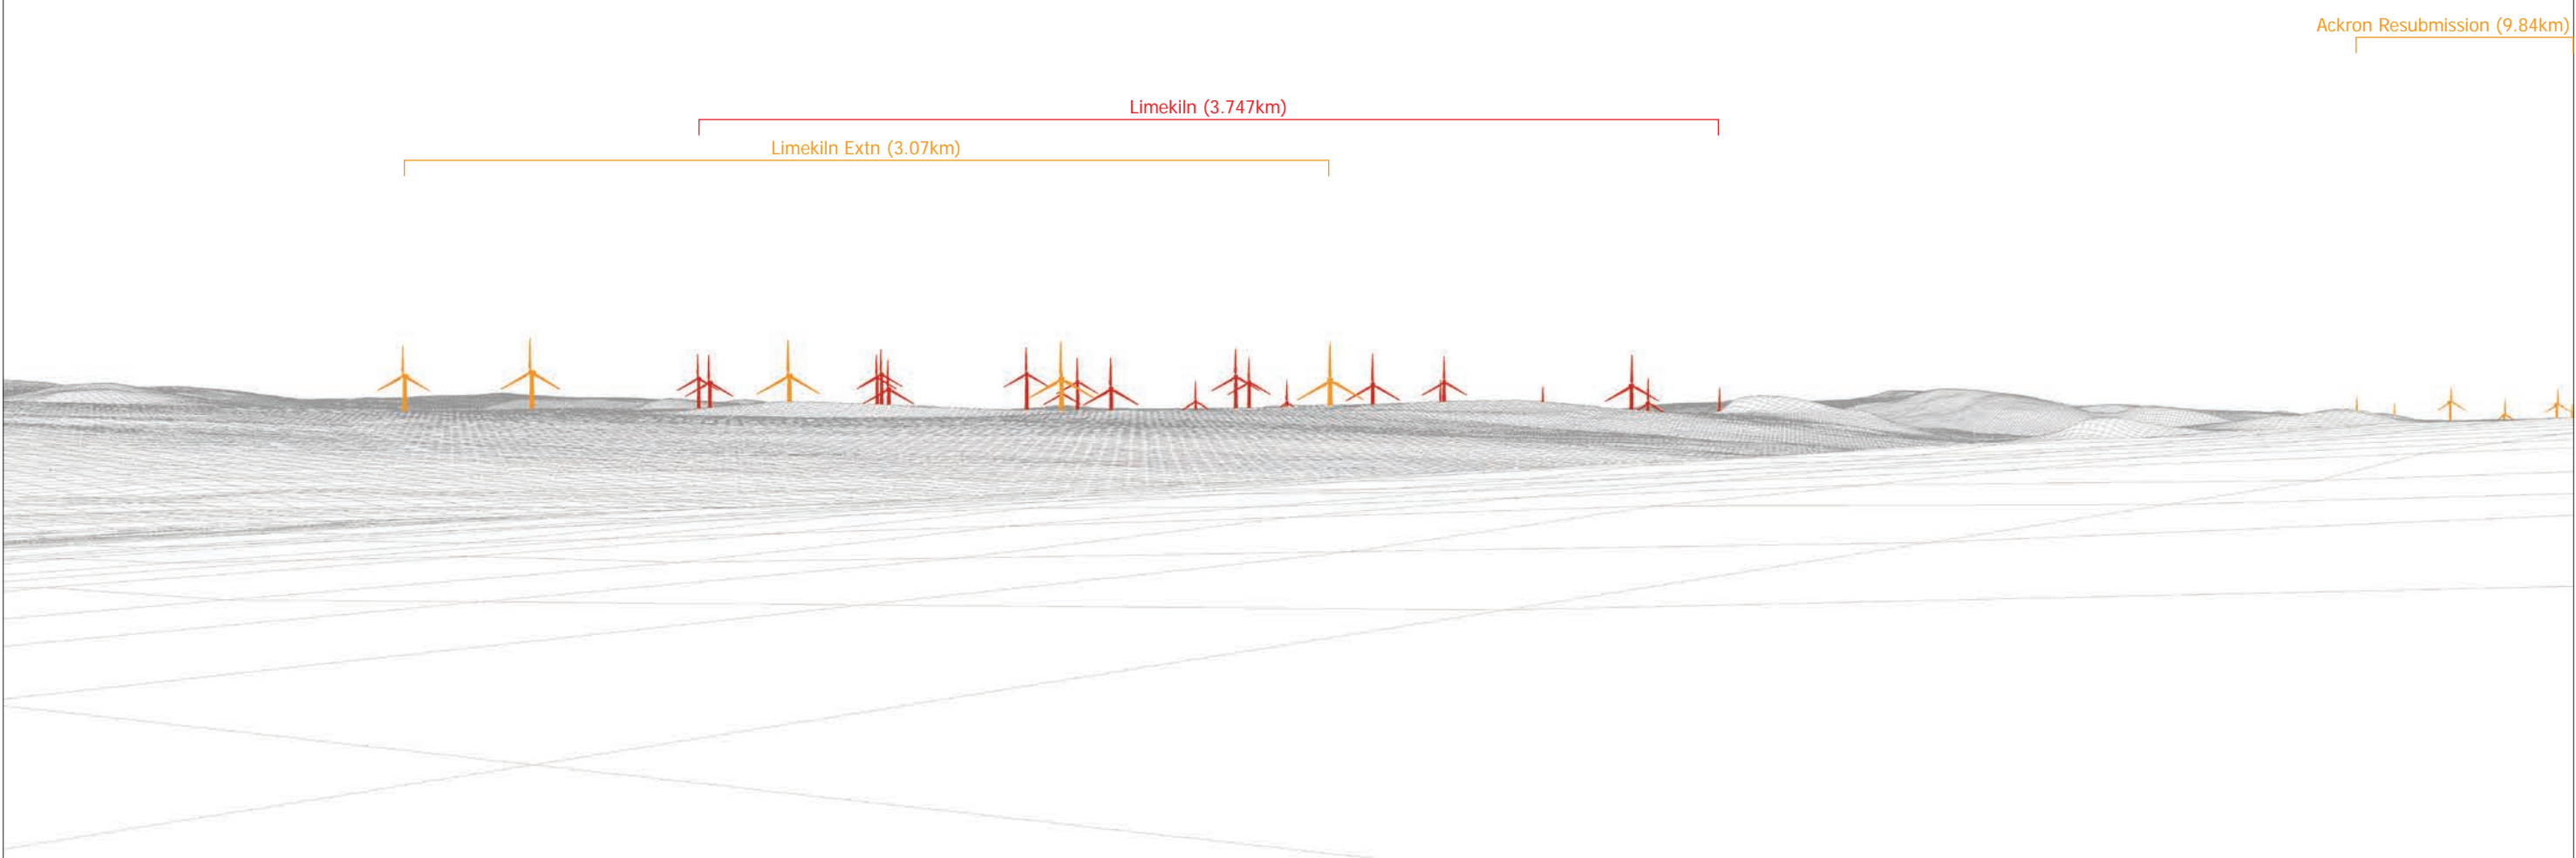 Ackron Resubmission (9.84km)
Limekiln (3.747km)
Limekiln Extn (3.07km)